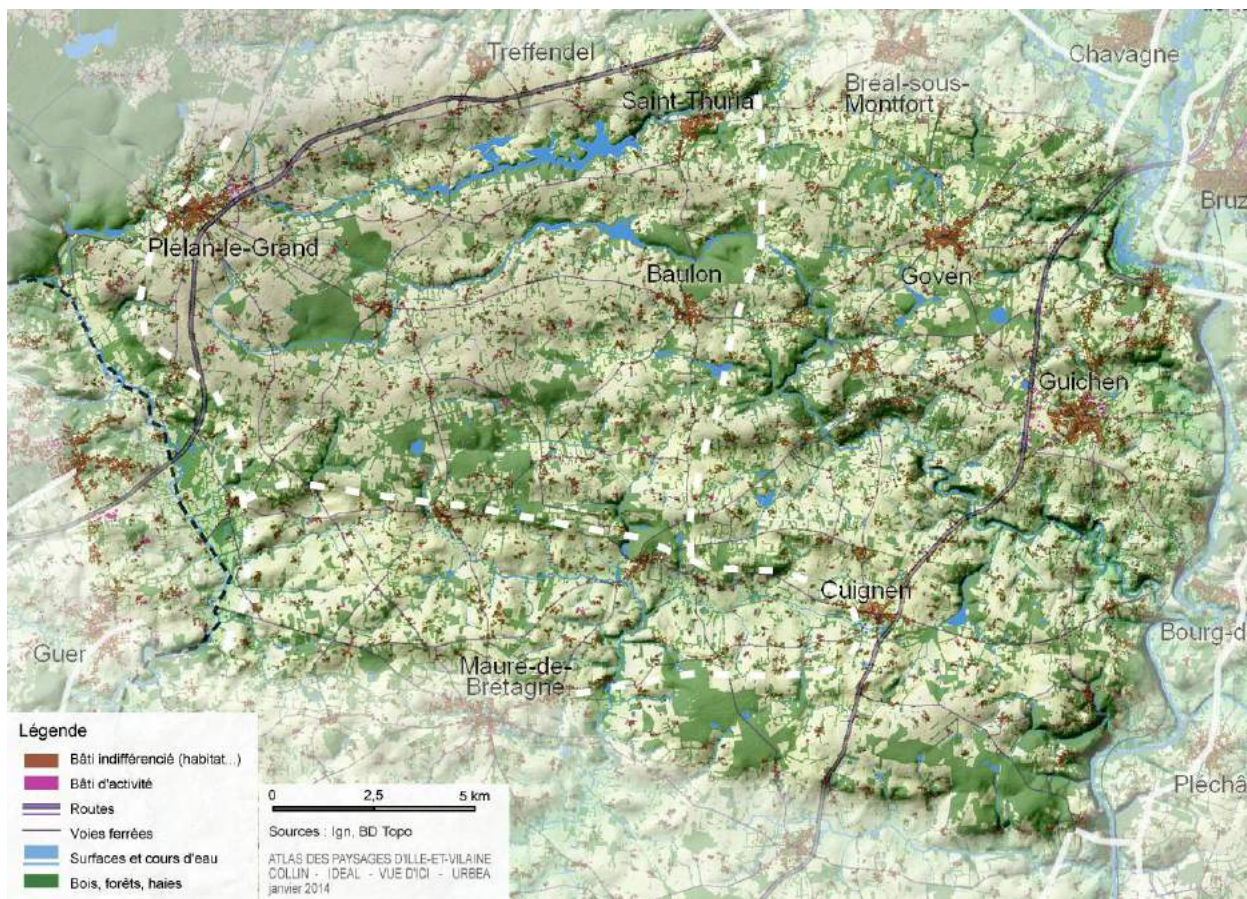 Treffendel
Chavagne
Bréal-sous-
Montfort
Saint-Thuria
Bruz
Plélan-le-Grand
Baulon
Goven
Guichen
Guignen
Guer
Maure-de-
Bretagne
Bourg-d
Pléchâ
Légende
Bâti indifférencié (habitat...)
Bâti d'activité
Routes
Voies ferrées
Surfaces et cours d'eau
Bois, forêts, haies
0 2,5 5 km
Sources : Ign, BD Topo
ATLAS DES PAYSAGES D'ILLE-ET-VILAINE
COLLIN - IDEAL - VUE D'ICI - URBEA
janvier 2014